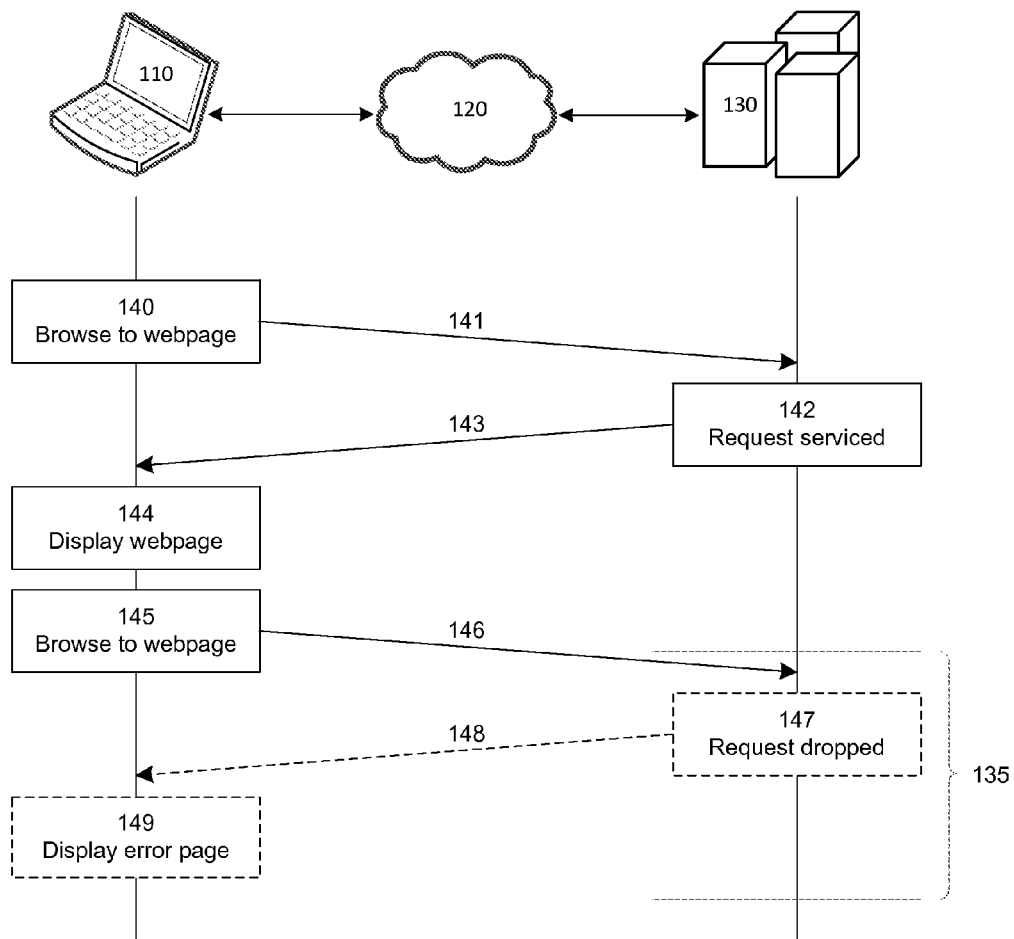 110
120
130
140
Browse to webpage
141
142
Request serviced
143
144
Display webpage
145
Browse to webpage
146
147
Request dropped
148
135
149
Display error page